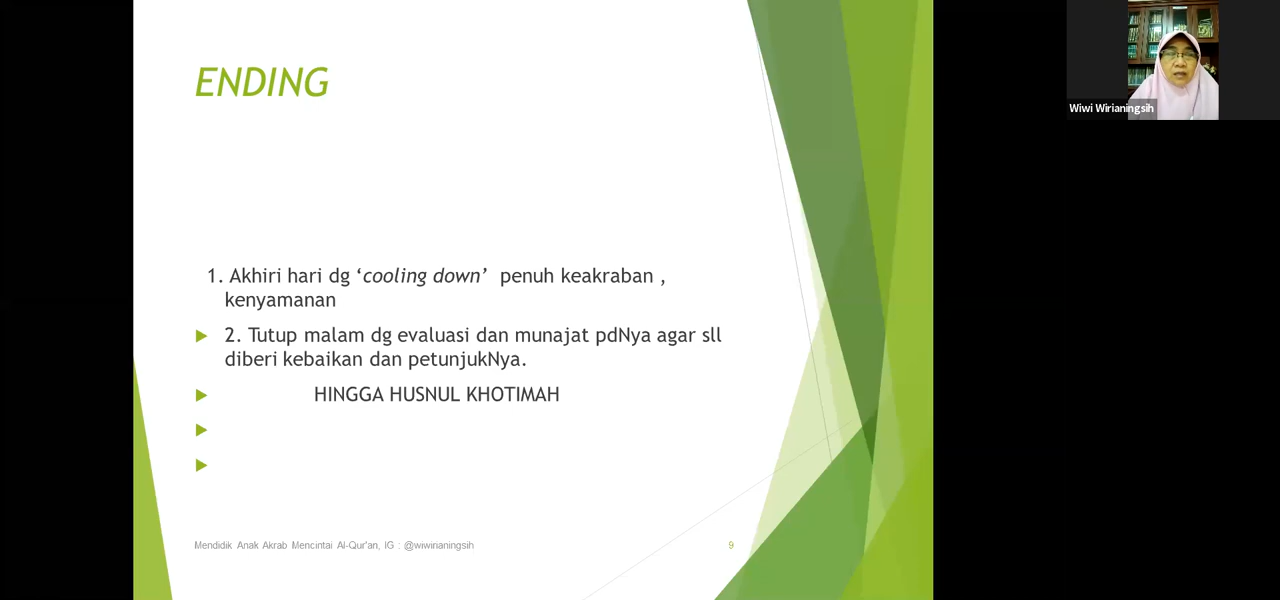 ENDING
1. Akhiri hari dg ‘cooling down’ penuh keakraban ,
kenyamanan
2. Tutup malam dg evaluasi dan munajat pdNya agar sll
diberi kebaikan dan petunjukNya.
HINGGA HUSNUL KHOTIMAH
Mendidik Anak Akrab Mencintai Al-Qur'an, IG : @wiwirianingsih
9
Wiwi Wirianingsih